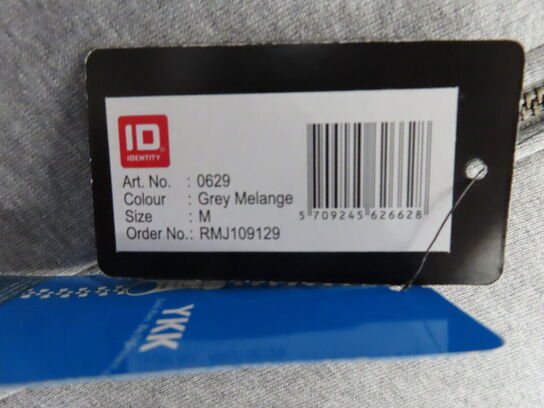 ID
IDENTITY®
Art. No. : 0629
Colour : Grey Melange
Size : M
Order No.: RMJ109129
5 709245 626628
YKK